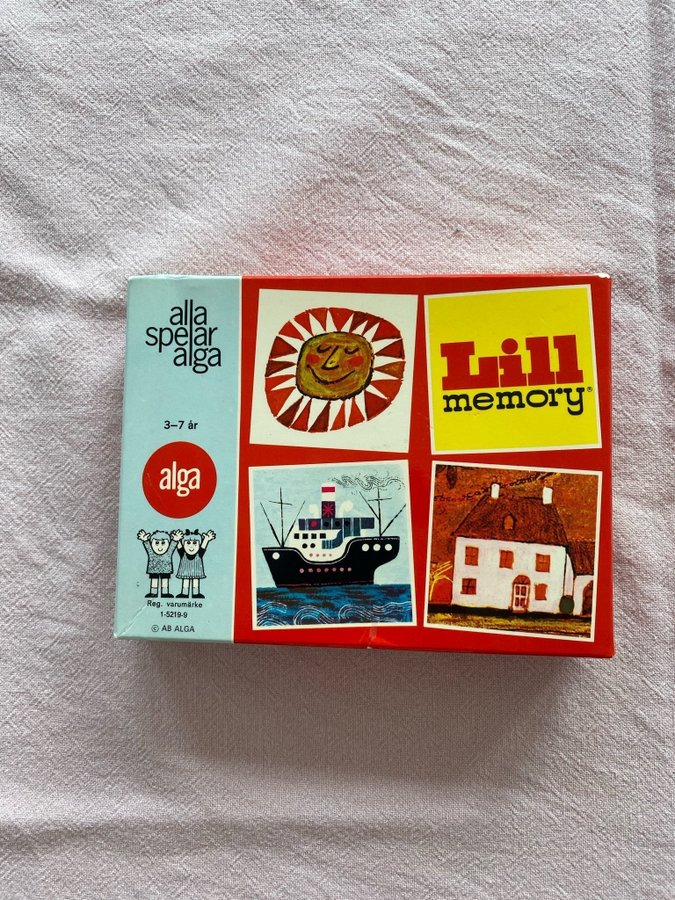 alla
spelar
alga
3–7 år
alga
Reg. varumärke
1-5219-9
© AB ALGA
Lill
memory®